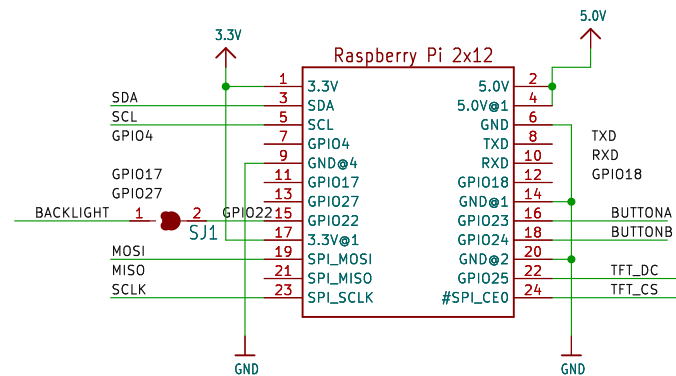 3.3V
5.0V
Raspberry Pi 2x12
1 3.3V 5.0V 2
SDA 3 SDA 5.0V@1 4
SCL 5 SCL GND 6
GPIO4 7 GPIO4 TXD 8 TXD
9 GND@4 RXD 10 RXD
GPIO17 11 GPIO17 GPIO18 12 GPIO18
GPIO27 13 GPIO27 GND@1 14
BACKLIGHT 1 2 GPIO22 15 GPIO22 GPIO23 16 BUTTONA
SJ1 17 3.3V@1 GPIO24 18 BUTTONB
MOSI 19 SPI_MOSI GND@2 20
MISO 21 SPI_MISO GPIO25 22 TFT_DC
SCLK 23 SPI_SCLK #SPI_CE0 24 TFT_CS
GND GND